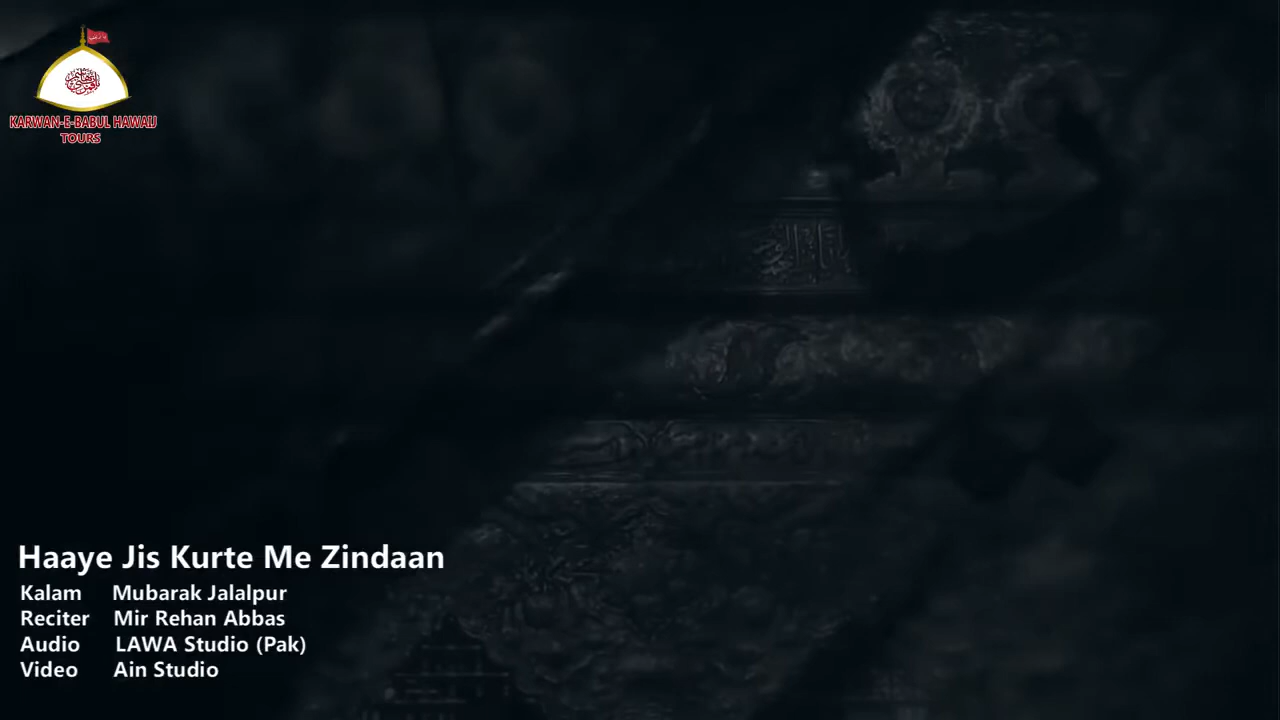 KARWAN-E-BABUL HAWAIJ
TOURS
Haaye Jis Kurte Me Zindaan
Kalam Mubarak Jalalpur
Reciter Mir Rehan Abbas
Audio LAWA Studio (Pak)
Video Ain Studio